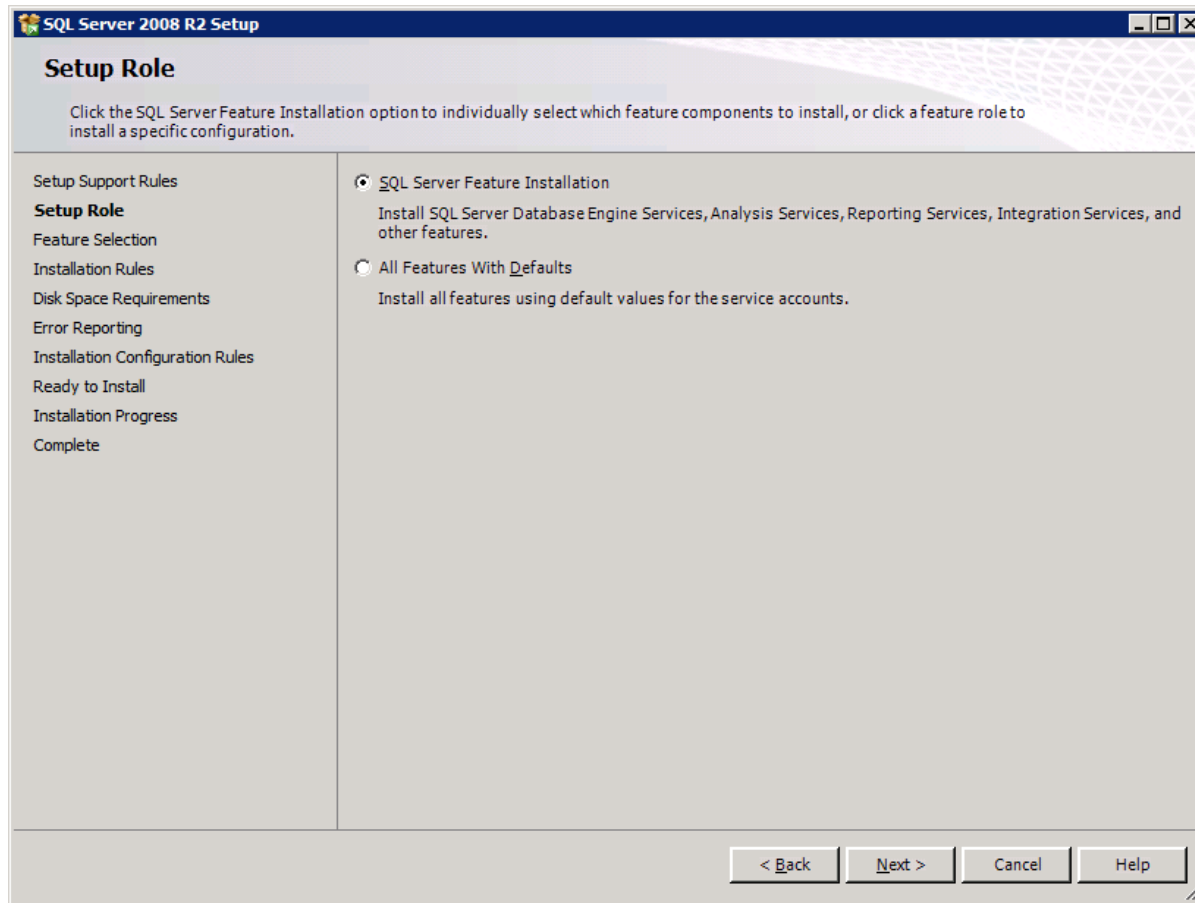 SQL Server 2008 R2 Setup
Setup Role
Click the SQL Server Feature Installation option to individually select which feature components to install, or click a feature role to
install a specific configuration.
Setup Support Rules
Setup Role
Feature Selection
Installation Rules
Disk Space Requirements
Error Reporting
Installation Configuration Rules
Ready to Install
Installation Progress
Complete
SQL Server Feature Installation
Install SQL Server Database Engine Services, Analysis Services, Reporting Services, Integration Services, and
other features.
All Features With Defaults
Install all features using default values for the service accounts.
< Back
Next >
Cancel
Help